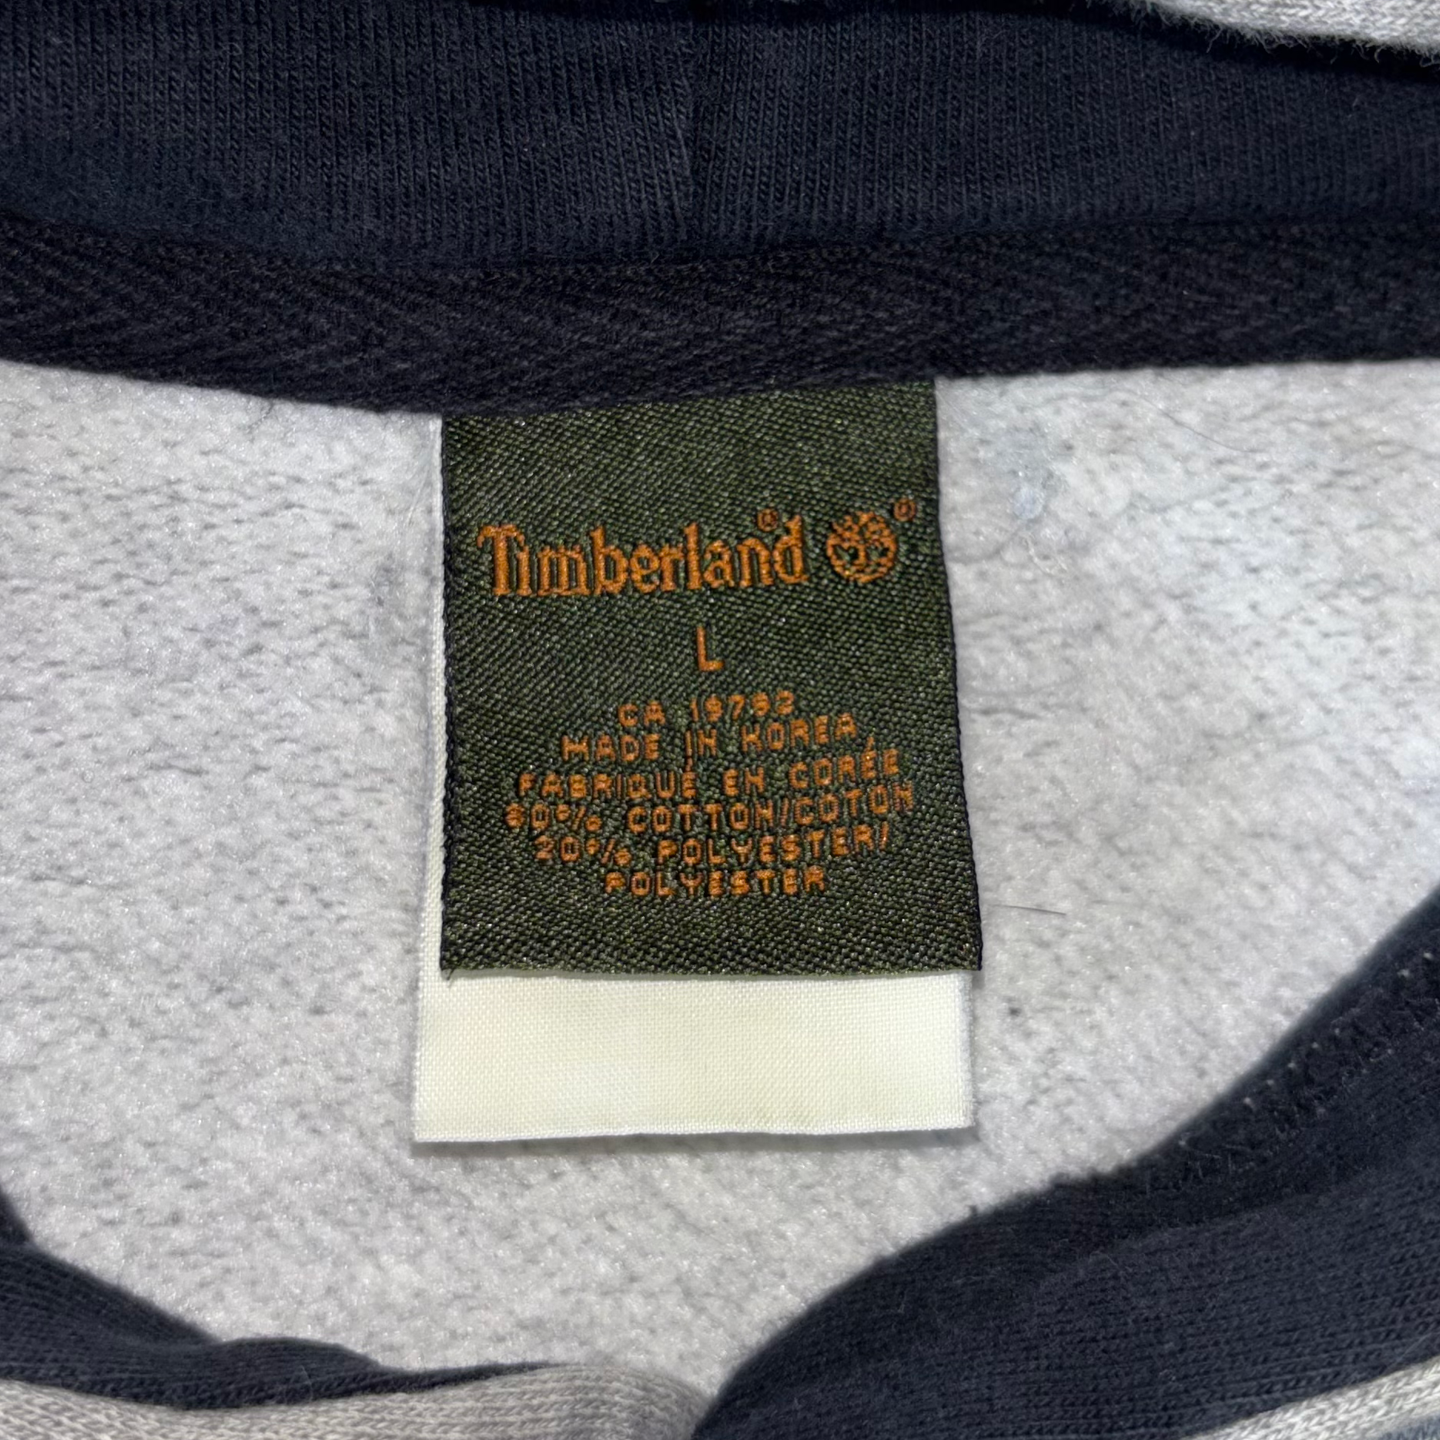 Timberland® ®
L
CA 19792
MADE IN KOREA
FABRIQUÉ EN CORÉE
80% COTTON/COTON
20% POLYESTER/
POLYESTER